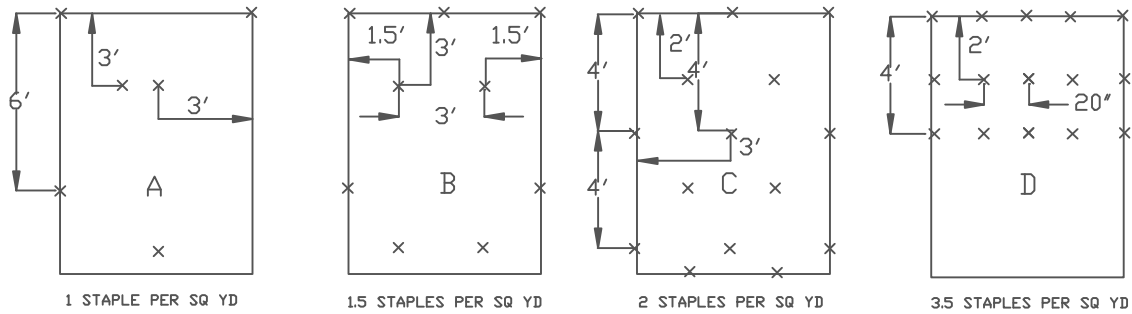 6'
3'
3'
A
1 STAPLE PER SQ YD
1.5'
1.5'
3'
3'
B
1.5 STAPLES PER SQ YD
4'
2'
4'
3'
4'
C
2 STAPLES PER SQ YD
4'
2'
20"
D
3.5 STAPLES PER SQ YD